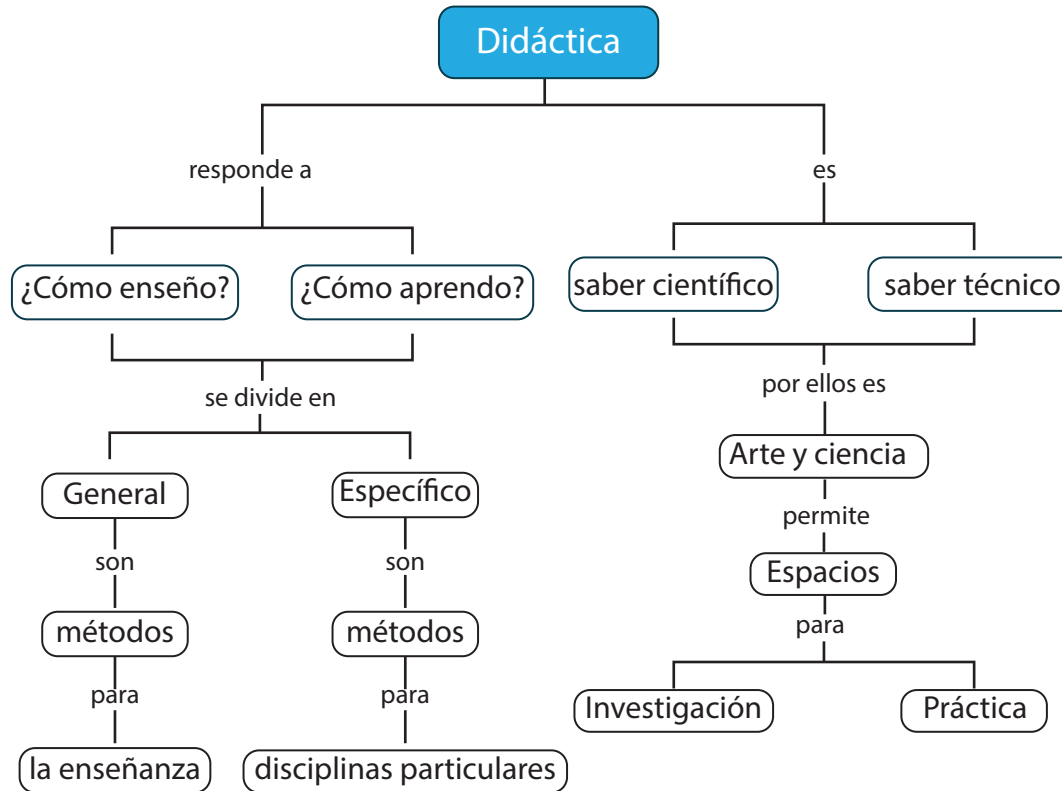 Didáctica
responde a
es
¿Cómo enseño?
¿Cómo aprendo?
saber científico
saber técnico
se divide en
por ellos es
General
Específico
Arte y ciencia
permite
son
son
Espacios
métodos
métodos
para
para
para
Investigación
Práctica
la enseñanza
disciplinas particulares